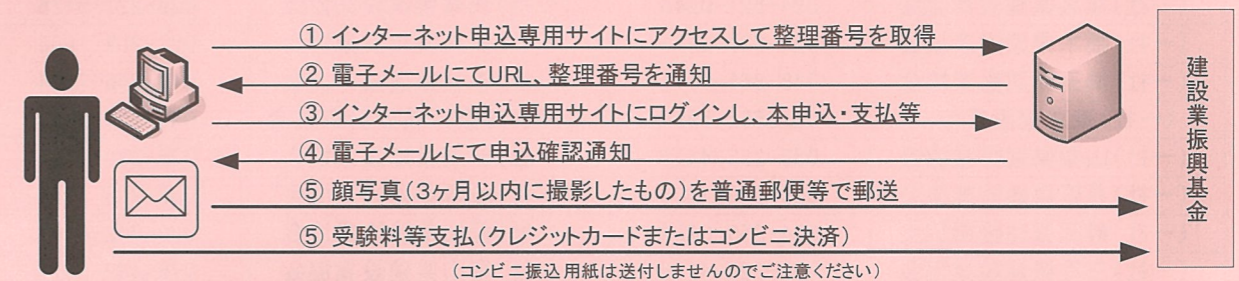 ① インターネット申込専用サイトにアクセスして整理番号を取得
② 電子メールにてURL、整理番号を通知
③ インターネット申込専用サイトにログインし、本申込・支払等
④ 電子メールにて申込確認通知
⑤ 顔写真(3ヶ月以内に撮影したもの)を普通郵便等で郵送
⑤ 受験料等支払(クレジットカードまたはコンビニ決済)
(コンビニ振込用紙は送付しませんのでご注意ください)
建設業振興基金